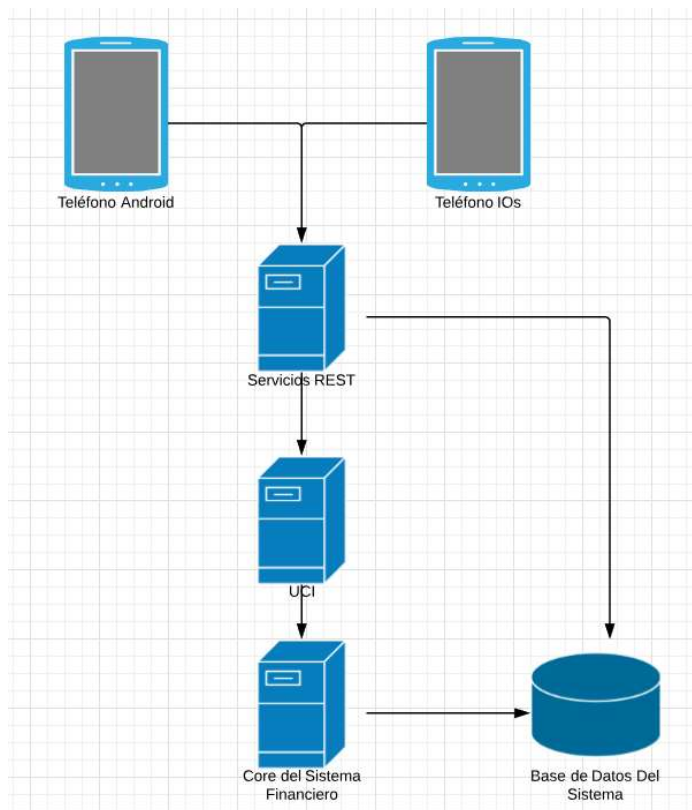 Teléfono Android
Teléfono IOs
Servicios REST
UCI
Core del Sistema
Financiero
Base de Datos Del
Sistema